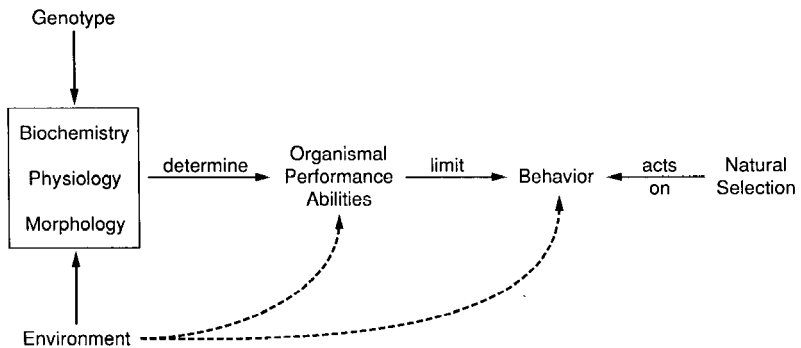 Genotype
Biochemistry
Physiology
Morphology
determine
Organismal
Performance
Abilities
limit
Behavior
acts
on
Natural
Selection
Environment